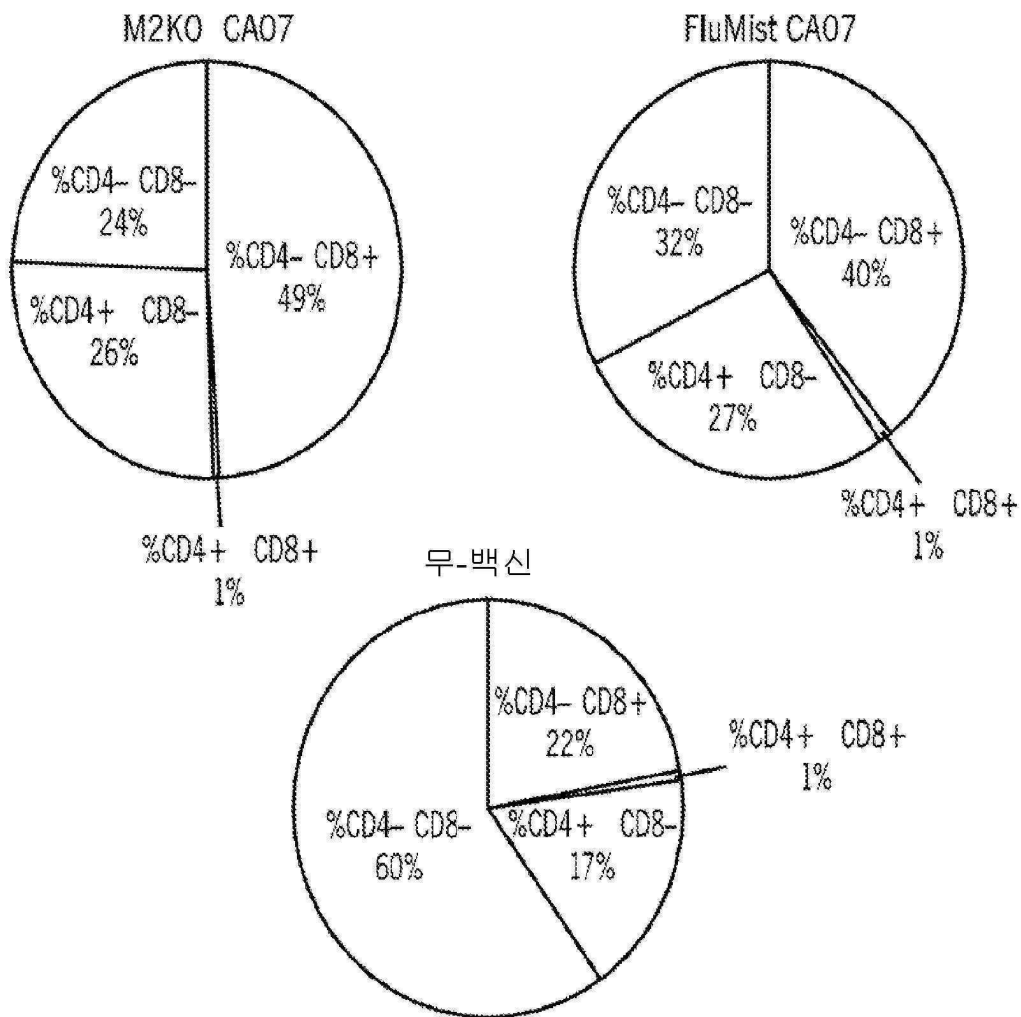 M2KO CA07
%CD4- CD8-
24%
%CD4- CD8+
49%
%CD4+ CD8-
26%
%CD4+ CD8+
1%
FluMist CA07
%CD4- CD8-
32%
%CD4- CD8+
40%
%CD4+ CD8-
27%
%CD4+ CD8+
1%
무-백신
%CD4- CD8+
22%
%CD4+ CD8+
1%
%CD4- CD8-
60%
%CD4+ CD8-
17%